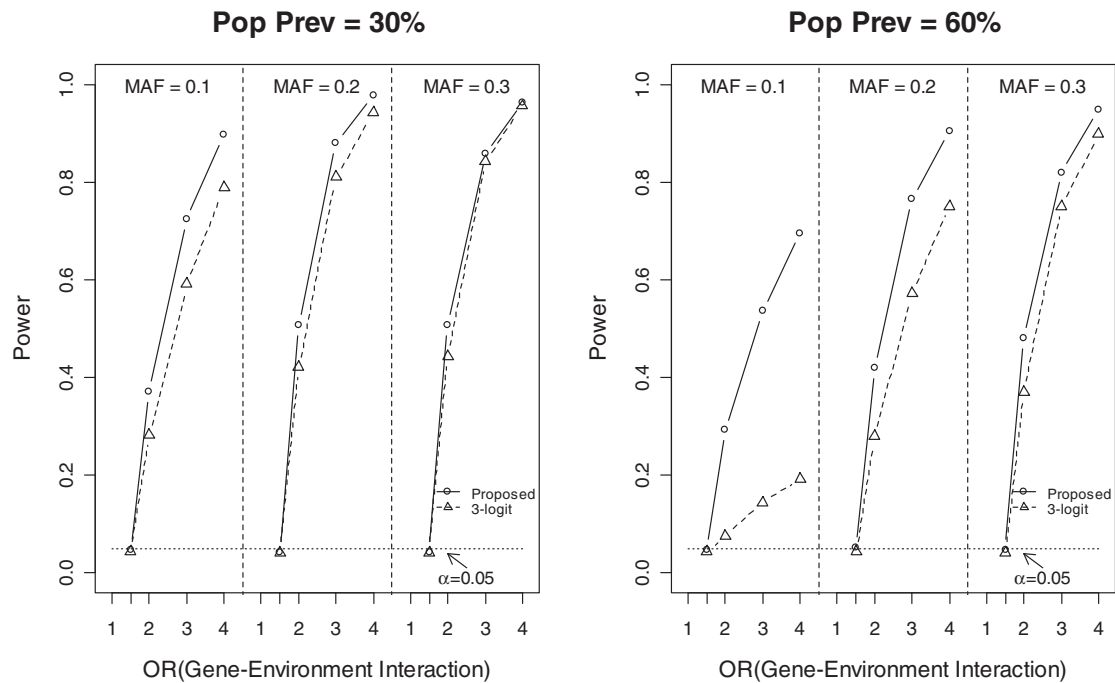 Pop Prev = 30%
MAF = 0.1 MAF = 0.2 MAF = 0.3
1.0
0.8
0.6
0.4
0.2
0.0
Power
Proposed
3-logit
α=0.05
1 2 3 4 1 2 3 4 1 2 3 4
OR(Gene-Environment Interaction)
Pop Prev = 60%
MAF = 0.1 MAF = 0.2 MAF = 0.3
1.0
0.8
0.6
0.4
0.2
0.0
Power
Proposed
3-logit
α=0.05
1 2 3 4 1 2 3 4 1 2 3 4
OR(Gene-Environment Interaction)